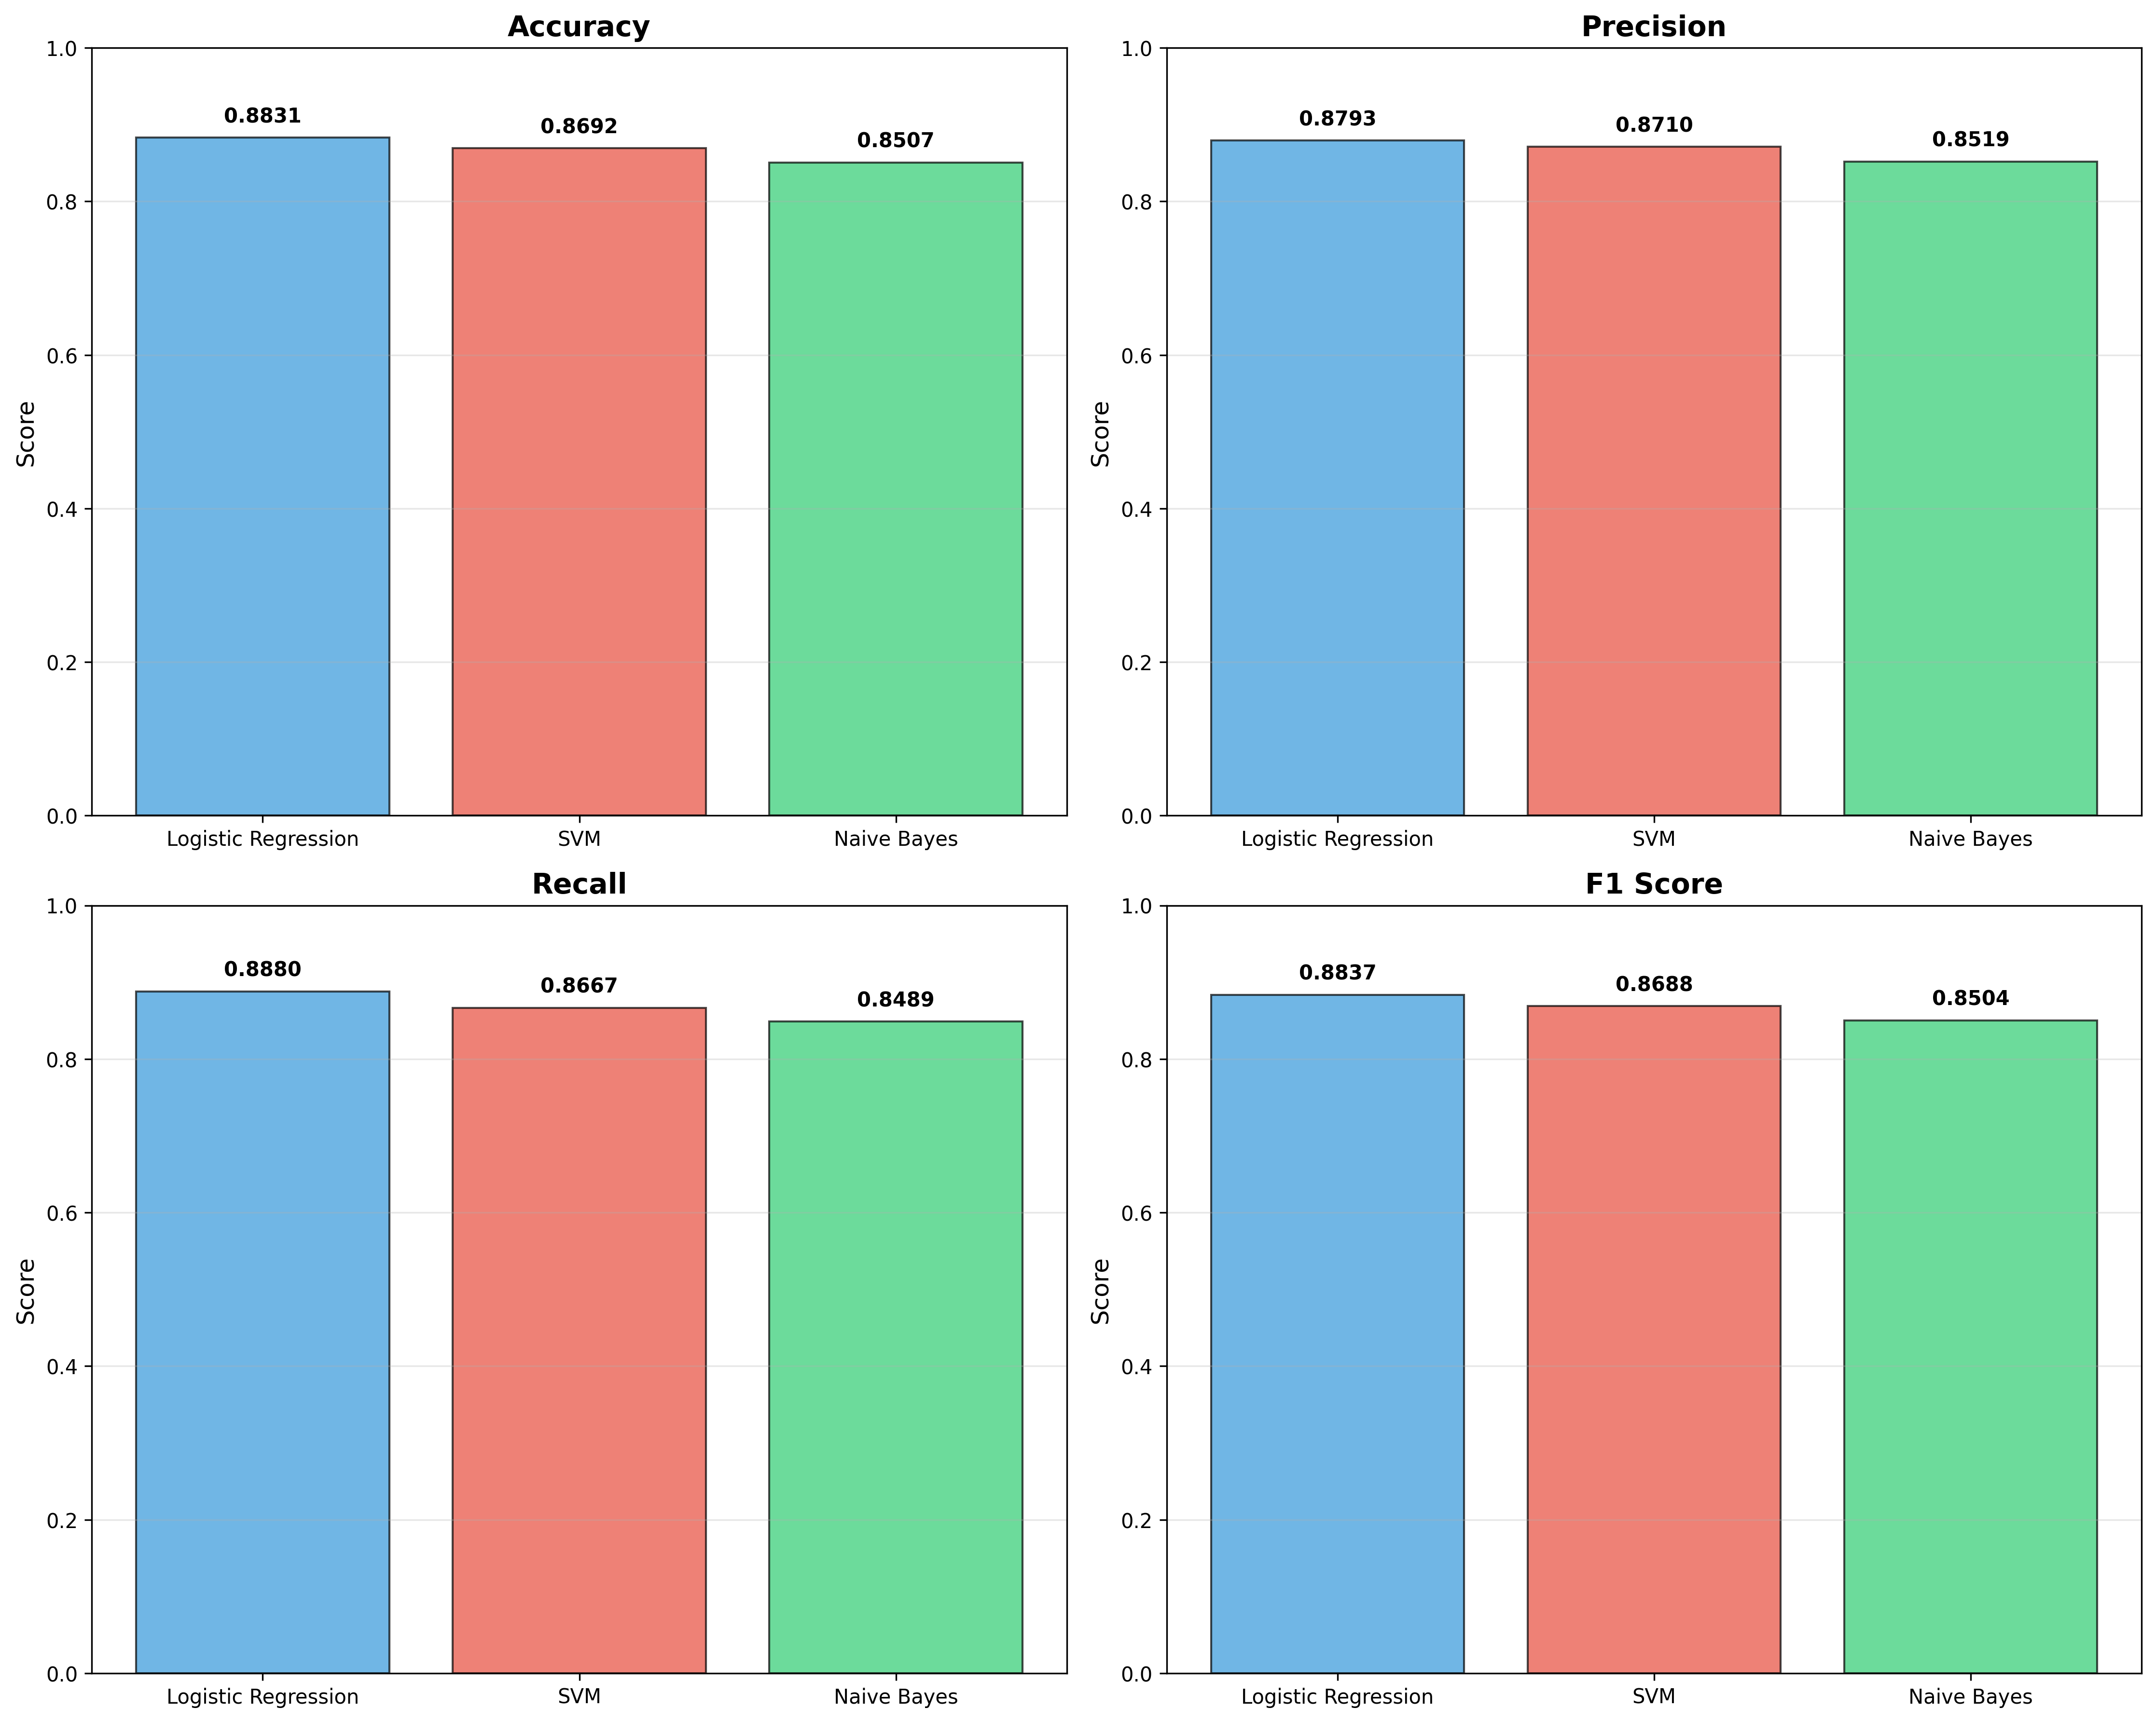 Accuracy
1.0
0.8
0.6
0.4
0.2
0.0
Score
0.8831
0.8692
0.8507
Logistic Regression
SVM
Naive Bayes
Precision
1.0
0.8
0.6
0.4
0.2
0.0
Score
0.8793
0.8710
0.8519
Logistic Regression
SVM
Naive Bayes
Recall
1.0
0.8
0.6
0.4
0.2
0.0
Score
0.8880
0.8667
0.8489
Logistic Regression
SVM
Naive Bayes
F1 Score
1.0
0.8
0.6
0.4
0.2
0.0
Score
0.8837
0.8688
0.8504
Logistic Regression
SVM
Naive Bayes